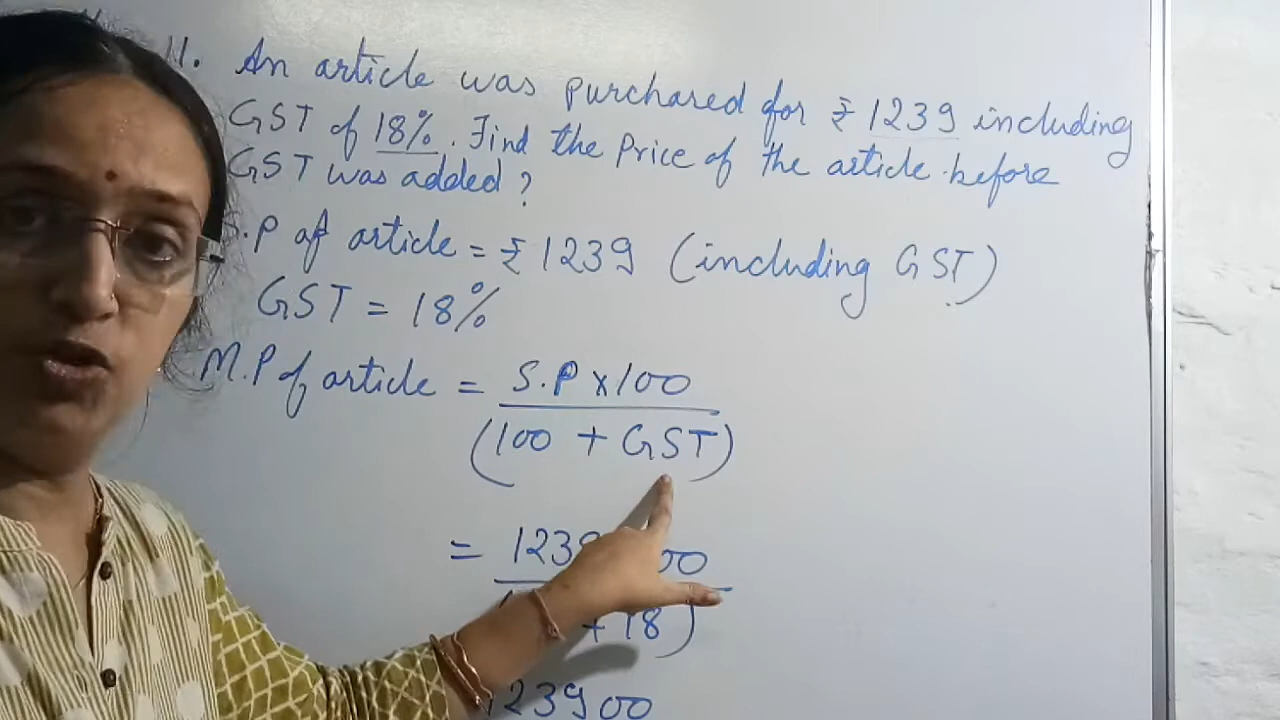 11. An article was purchased for ₹ 1239 including
GST of 18%. Find the Price of the article before
GST was added?
S.P of article = ₹ 1239 (including GST)
GST = 18%
M.P of article = S.P x 100
(100 + GST)
= 1239 00
+ 18)
123900